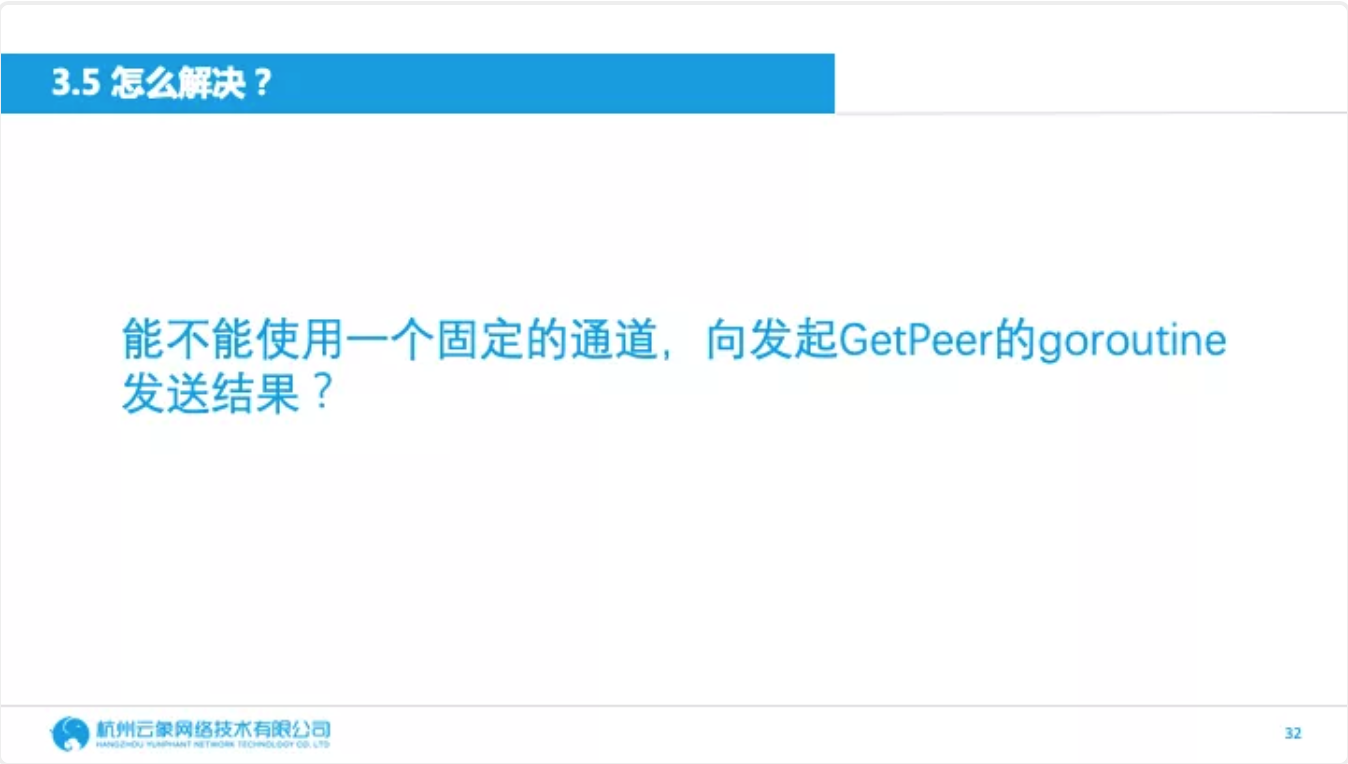 3.5 怎么解决？
能不能使用一个固定的通道，向发起GetPeer的goroutine
发送结果？
杭州云象网络技术有限公司
HANGZHOU YUNPHANT NETWORK TECHNOLOGY CO. LTD
32